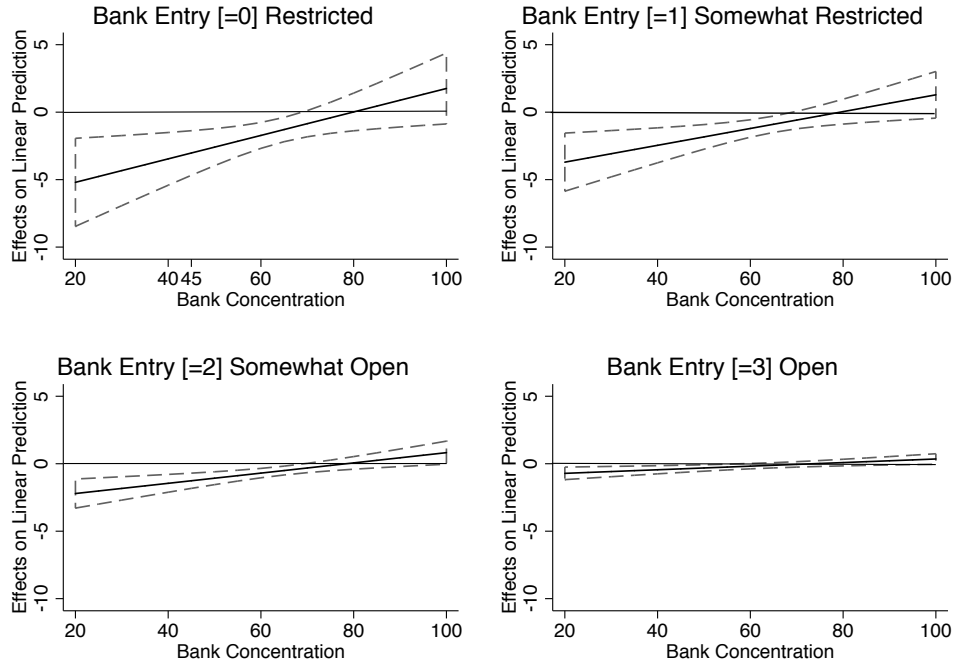 Bank Entry [=0] Restricted
Effects on Linear Prediction
5
0
-5
-10
20 40 45 60 80 100
Bank Concentration
Bank Entry [=1] Somewhat Restricted
Effects on Linear Prediction
5
0
-5
-10
20 40 60 80 100
Bank Concentration
Bank Entry [=2] Somewhat Open
Effects on Linear Prediction
5
0
-5
-10
20 40 60 80 100
Bank Concentration
Bank Entry [=3] Open
Effects on Linear Prediction
5
0
-5
-10
20 40 60 80 100
Bank Concentration